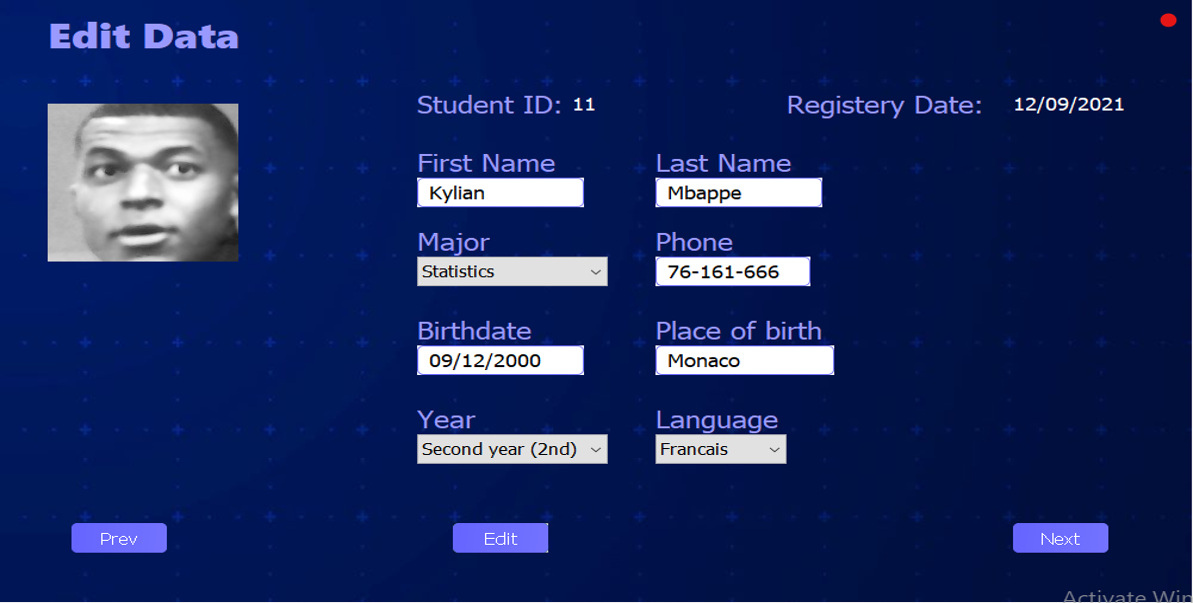 Edit Data
Student ID: 11 Registery Date: 12/09/2021
First Name Last Name
Kylian Mbappe
Major Phone
Statistics 76-161-666
Birthdate Place of birth
09/12/2000 Monaco
Year Language
Second year (2nd) Francais
Prev Edit Next
Activate Win